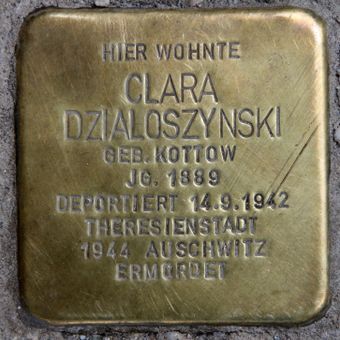 HIER WOHNTE
CLARA
DZIALOSZYNSKI
GEB. KOTTOW
JG. 1889
DEPORTIERT 14.9.1942
THERESIENSTADT
1944 AUSCHWITZ
ERMORDET